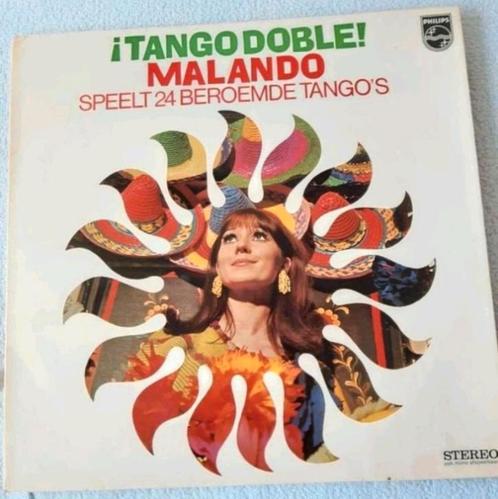 ¡TANGO DOBLE!
PHILIPS
MALANDO
SPEELT 24 BEROEMDE TANGO'S
STEREO